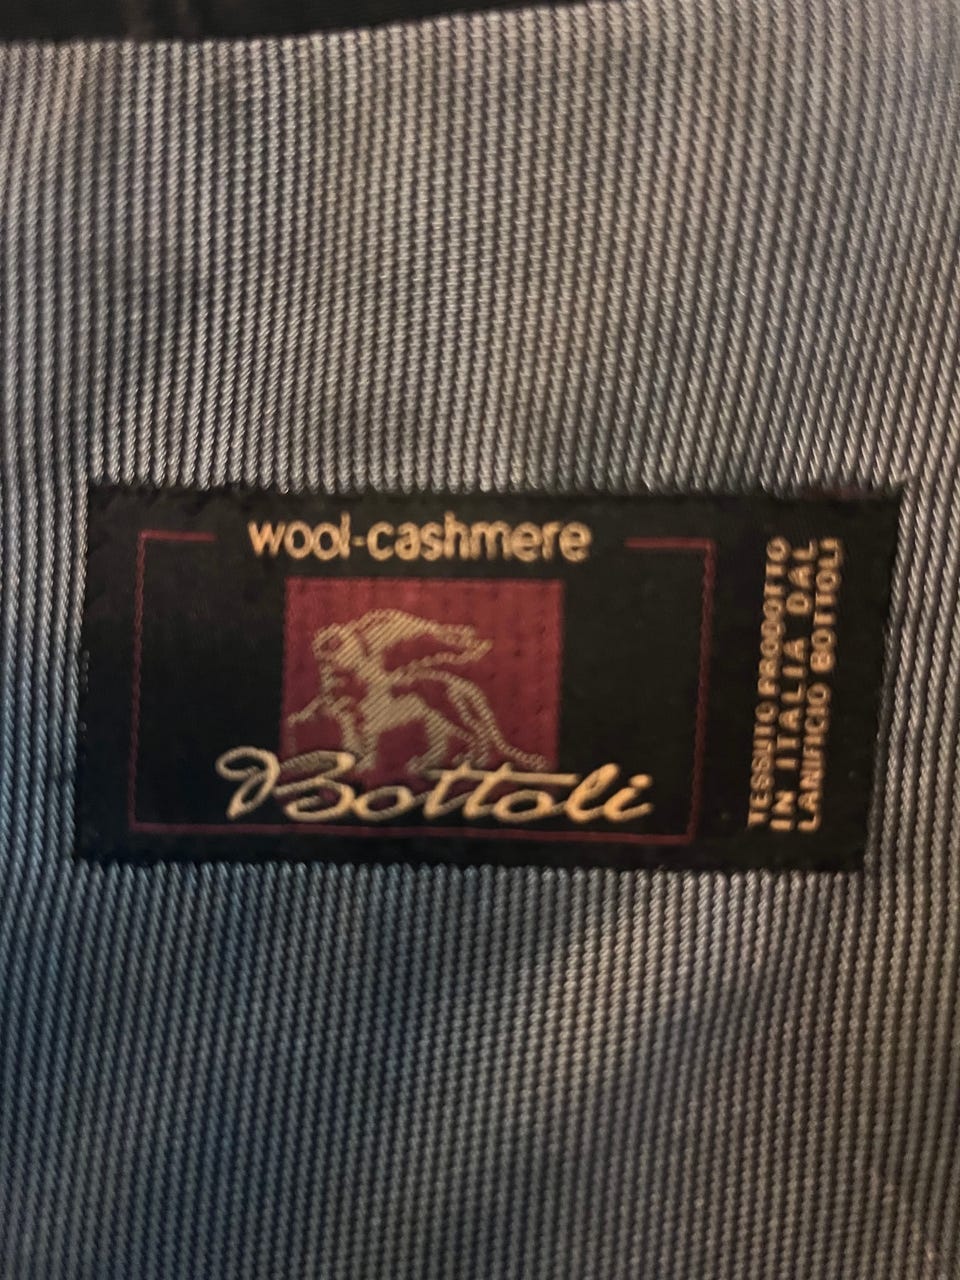 wool-cashmere
Bottoli
TESSUTO PRODOTTO
IN ITALIA DAL
LANIFICIO BOTTOLI